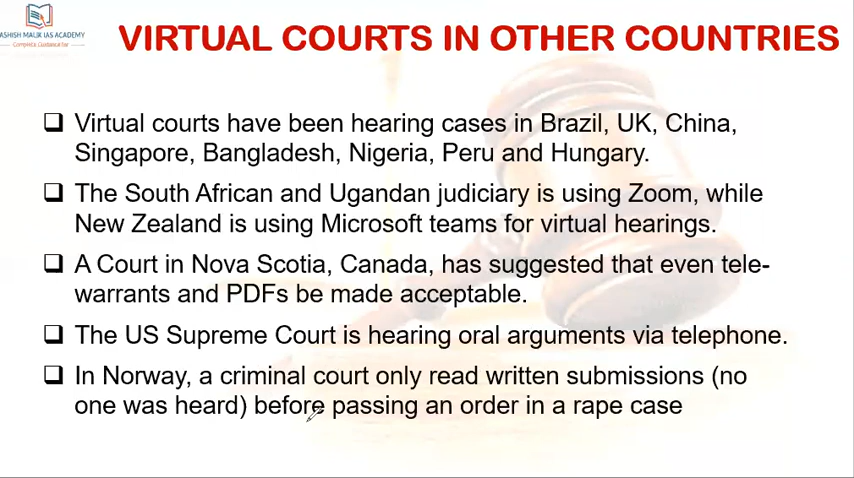 ASHISH MALIK IAS ACADEMY
Complete Guidance for
VIRTUAL COURTS IN OTHER COUNTRIES
❑ Virtual courts have been hearing cases in Brazil, UK, China,
Singapore, Bangladesh, Nigeria, Peru and Hungary.
❑ The South African and Ugandan judiciary is using Zoom, while
New Zealand is using Microsoft teams for virtual hearings.
❑ A Court in Nova Scotia, Canada, has suggested that even tele-
warrants and PDFs be made acceptable.
❑ The US Supreme Court is hearing oral arguments via telephone.
❑ In Norway, a criminal court only read written submissions (no
one was heard) before passing an order in a rape case